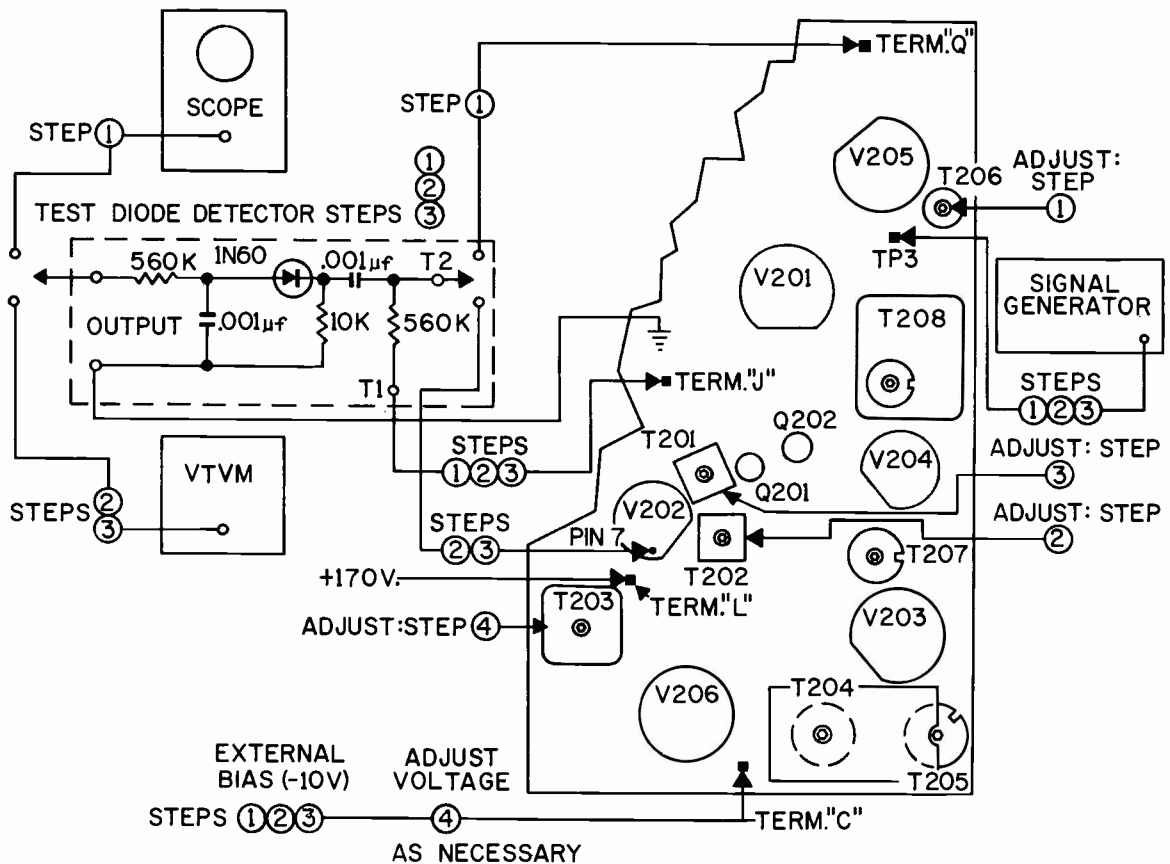 SCOPE
STEP ①
STEP ①
①
②
③
TEST DIODE DETECTOR STEPS
560K
1N60
.001µf
T2
OUTPUT
.001µf
10K
560K
T1
VTVM
STEPS ②
③
STEPS
①②③
STEPS
②③
PIN 7
+170V.
ADJUST:STEP ④
EXTERNAL
BIAS (-10V)
STEPS ①②③
ADJUST
VOLTAGE
④
AS NECESSARY
TERM."Q"
V205
T206
ADJUST:
STEP
①
TP3
V201
SIGNAL
GENERATOR
T208
STEPS
①②③
TERM."J"
Q202
T201
Q201
V204
ADJUST: STEP
③
V202
ADJUST: STEP
②
T202
T207
TERM."L"
T203
V203
V206
T204
T205
TERM."C"